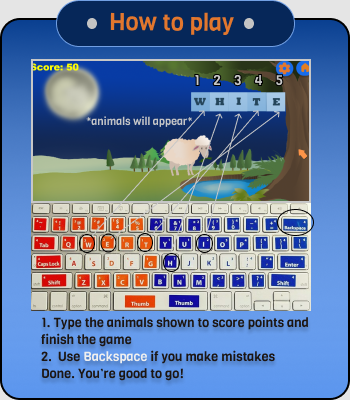 How to play
Score: 50
1 2 3 4 5
W H I T E
*animals will appear*
Backspace
Tab Q W E R T Y U I O P
Caps Lock A S D F G H J K L Enter
Shift Z X C V B N M Shift
Thumb Thumb
1. Type the animals shown to score points and
finish the game
2. Use Backspace if you make mistakes
Done. You're good to go!